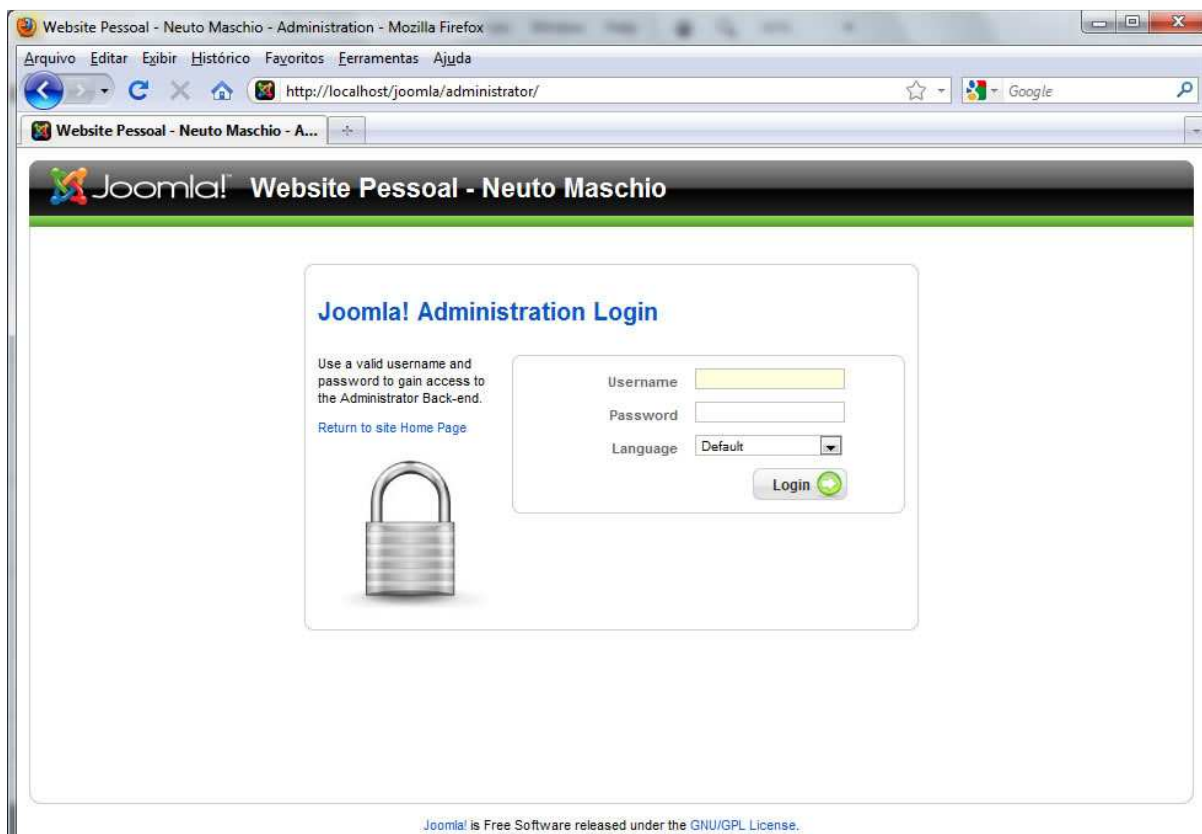 Website Pessoal - Neuto Maschio - Administration - Mozilla Firefox
Arquivo Editar Exibir Histórico Favoritos Ferramentas Ajuda
http://localhost/joomla/administrator/
Google
Website Pessoal - Neuto Maschio - A...
Joomla!™ Website Pessoal - Neuto Maschio
Joomla! Administration Login
Use a valid username and
password to gain access to
the Administrator Back-end.
Return to site Home Page
Username
Password
Language Default
Login
Joomla! is Free Software released under the GNU/GPL License.